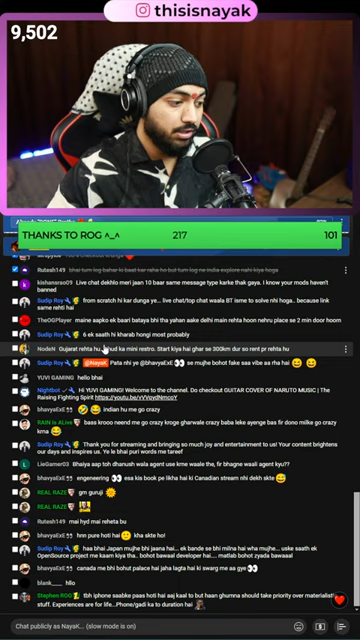 thisisnayak
9,502
THANKS TO ROG ^_^ 217 101
Rutesh149 bhai tum log bahar ki baat kar raha ho but tum log ne india explore nahi kiya hoga
kishansrao09 Live chat dekhlo meri jaan 10 baar same message type karke thak gaya. I know your mods haven't
banned
Sudip Roy from scratch hi kar dunga ye.. live chat/top chat waala BT isme to solve nhi hoga.. because link
same rehti hai
TheOGPlayer maine aapko ek baari bataya bhi tha yahan aake delhi main rehta hoon nehru place se 2 min door
Sudip Roy 6 ek saath hi kharab hongi most probably
NodeN Gujarat rehta hu.. khud ka mini restro. Start kiya hai ghar se 300km dur so rent pr rehta hu
Sudip Roy @NayaK Pata nhi ye @bhavyaExE se mujhe bohot fake saa vibe aa rha hai
YUVI GAMING hello bhai
Nightbot Hi YUVI GAMING! Welcome to the channel. Do checkout GUITAR COVER OF NARUTO MUSIC | The
Raising Fighting Spirit
bhavyaExE indian hu me go crazy
RAIN is ALive bass krooo neend me go crazy kroge graharak crazy baba leke ayenge bas fir dono milke go crazy
krna
Sudip Roy Thank you for streaming and bringing so much joy and entertainment to us! Your content brightens
our days and inspires us. Ye le bhai puri words me tareef
LieGamer03 Bhaiya aap toh dhanush wala agent use kme waale the, fir bhagne waali agent kyu??
bhavyaExE engeneering esa kis book pe likha hai ki Canadian stream nhi dekh skte
REAL RAZE gm guruji
REAL RAZE
Rutesh149 mai hyd mai reheta bu
bhavyaExE hnn pure hotii hai kha skte ho!
Sudip Roy haa bhai Japan mujhe bhi jaana hai... ek bande se bhi milna hai wha mujhe... uske saath ek
OpenSource project me kaam kiya tha.. bohot bawaal developer hai..... matlab bohot zyada bawaaal
bhavyaExE canada me bhi bohot palace hai jaha lagta hai ki swarg me aa gye
blank____ hllo
Stephen ROG tbh iphone saabke paas hoti hai aaj kaal to but haan ghumna should take priority over materialistic
stuff. Experiences are for life...Phone/gadi ka to duration hai
Chat publicly as NayaK... (slow mode is on)